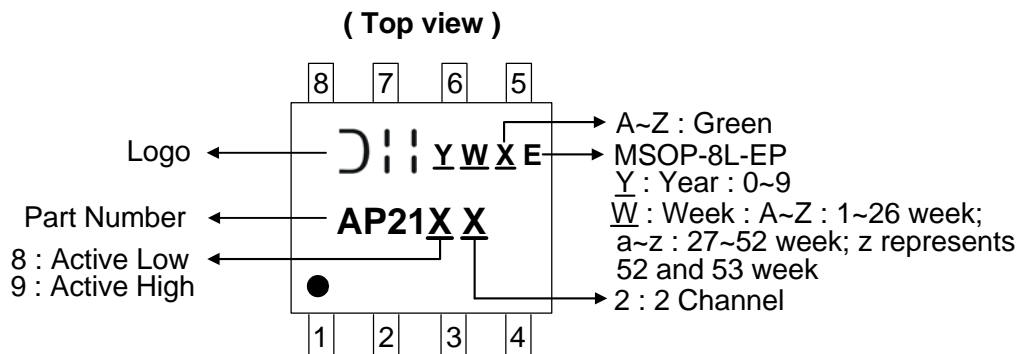 ( Top view )
8 7 6 5
Logo
Y W X E
A~Z : Green
MSOP-8L-EP
Y : Year : 0~9
W : Week : A~Z : 1~26 week;
a~z : 27~52 week; z represents
52 and 53 week
Part Number
AP21X X
8 : Active Low
9 : Active High
2 : 2 Channel
1 2 3 4